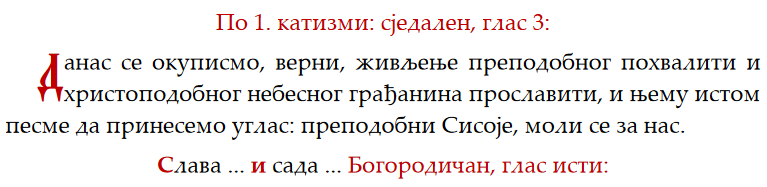 По 1. катизми: сједален, глас 3:
Данас се окуписмо, верни, живљење преподобног похвалити и
христоподобног небесног грађанина прославити, и њему истом
песме да принесемо углас: преподобни Сисоје, моли се за нас.
Слава ... и сада ... Богородичан, глас исти: